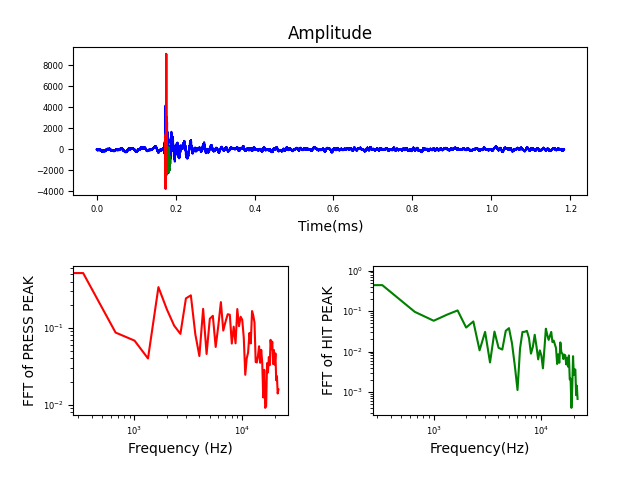 Amplitude
8000
6000
4000
2000
0
−2000
−4000
0.0 0.2 0.4 0.6 0.8 1.0 1.2
Time(ms)
FFT of PRESS PEAK
10⁻¹
10⁻²
10³ 10⁴
Frequency (Hz)
FFT of HIT PEAK
10⁰
10⁻¹
10⁻²
10⁻³
10³ 10⁴
Frequency(Hz)